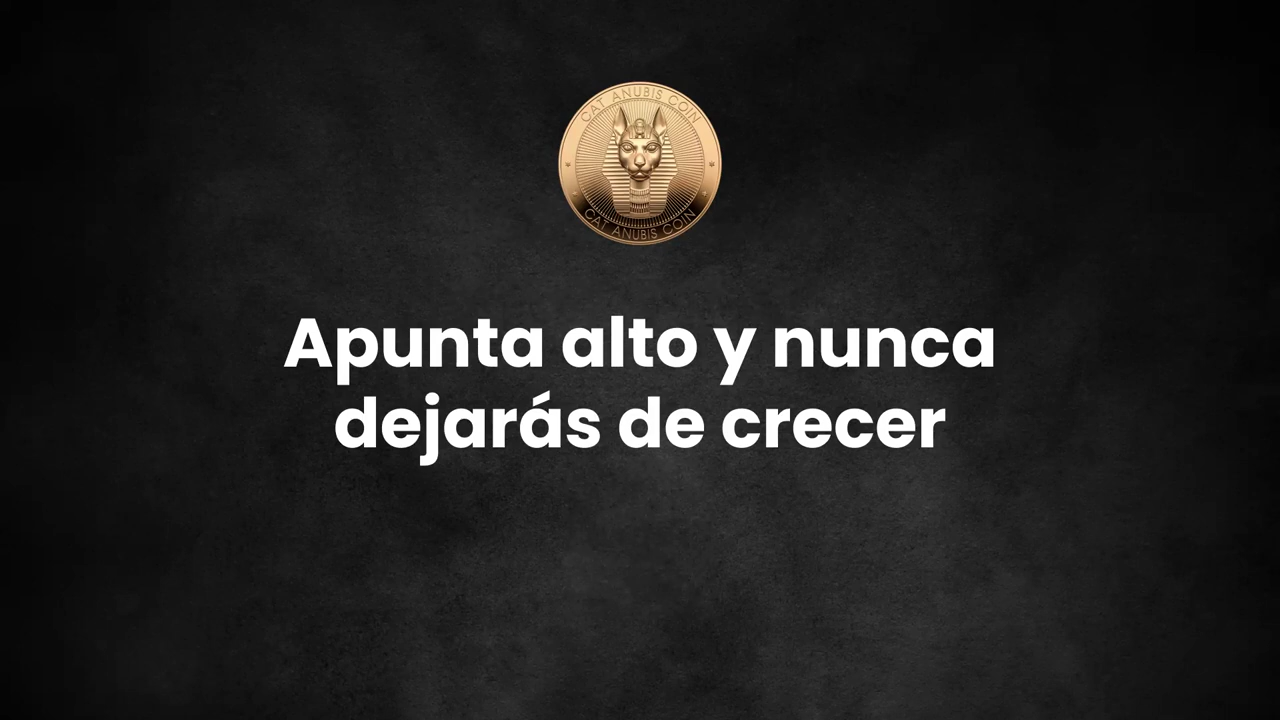 CAT ANUBIS COIN
CAT ANUBIS COIN
Apunta alto y nunca
dejarás de crecer